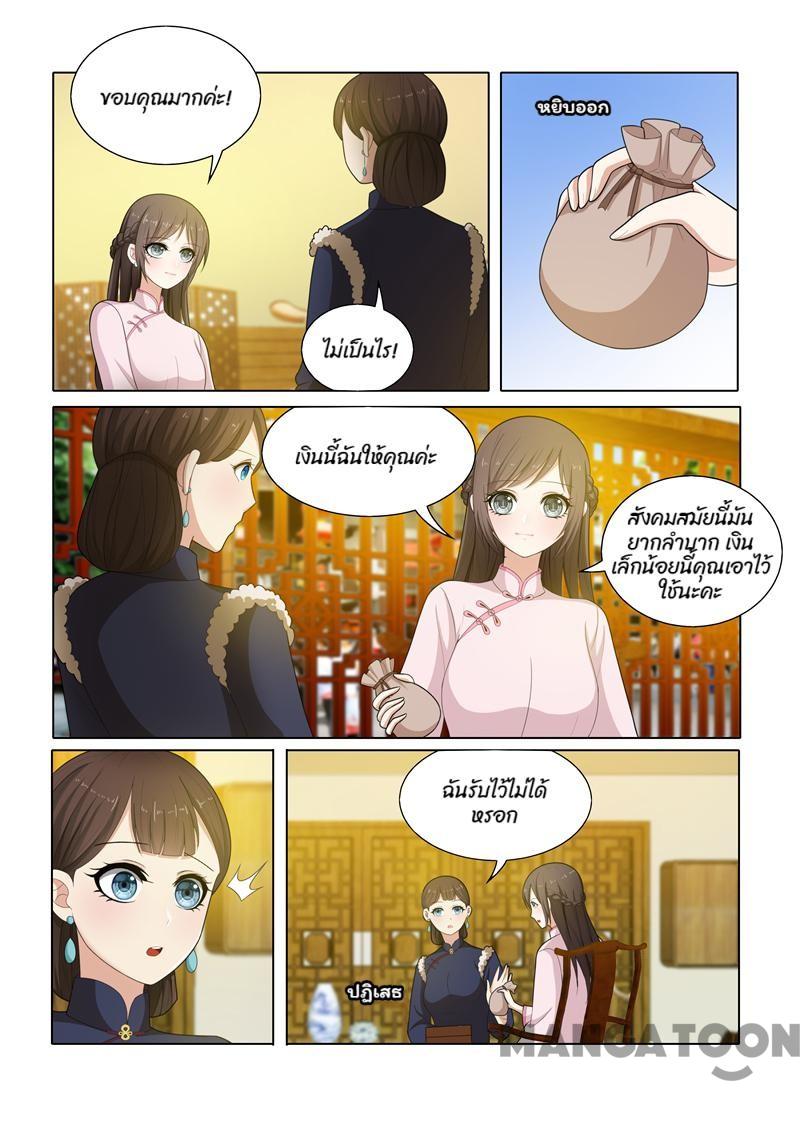 ขอบคุณมากค่ะ!
หยิบออก
ไม่เป็นไร!
เงินนี้ฉันให้คุณค่ะ
สังคมสมัยนี้มัน
ยากลำบาก เงิน
เล็กน้อยนี้คุณเอาไว้
ใช้นะคะ
ฉันรับไว้ไม่ได้
หรอก
ปฏิเสธ
MANGATOON